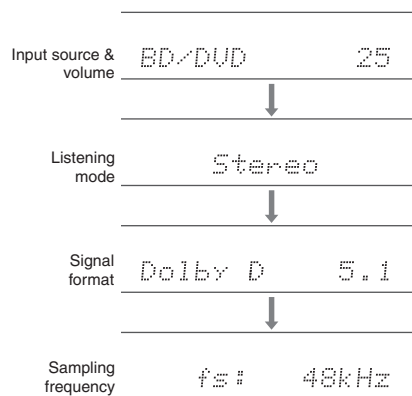 Input source &
volume
BD/DVD 25
Listening
mode
Stereo
Signal
format
Dolby D 5.1
Sampling
frequency
fs: 48kHz